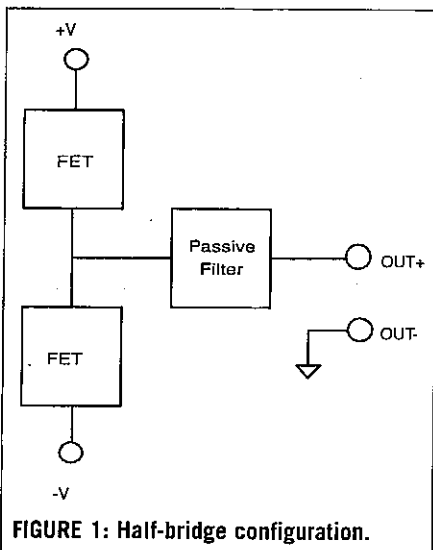 +V
FET
Passive
Filter
OUT+
OUT-
FET
-V
FIGURE 1: Half-bridge configuration.